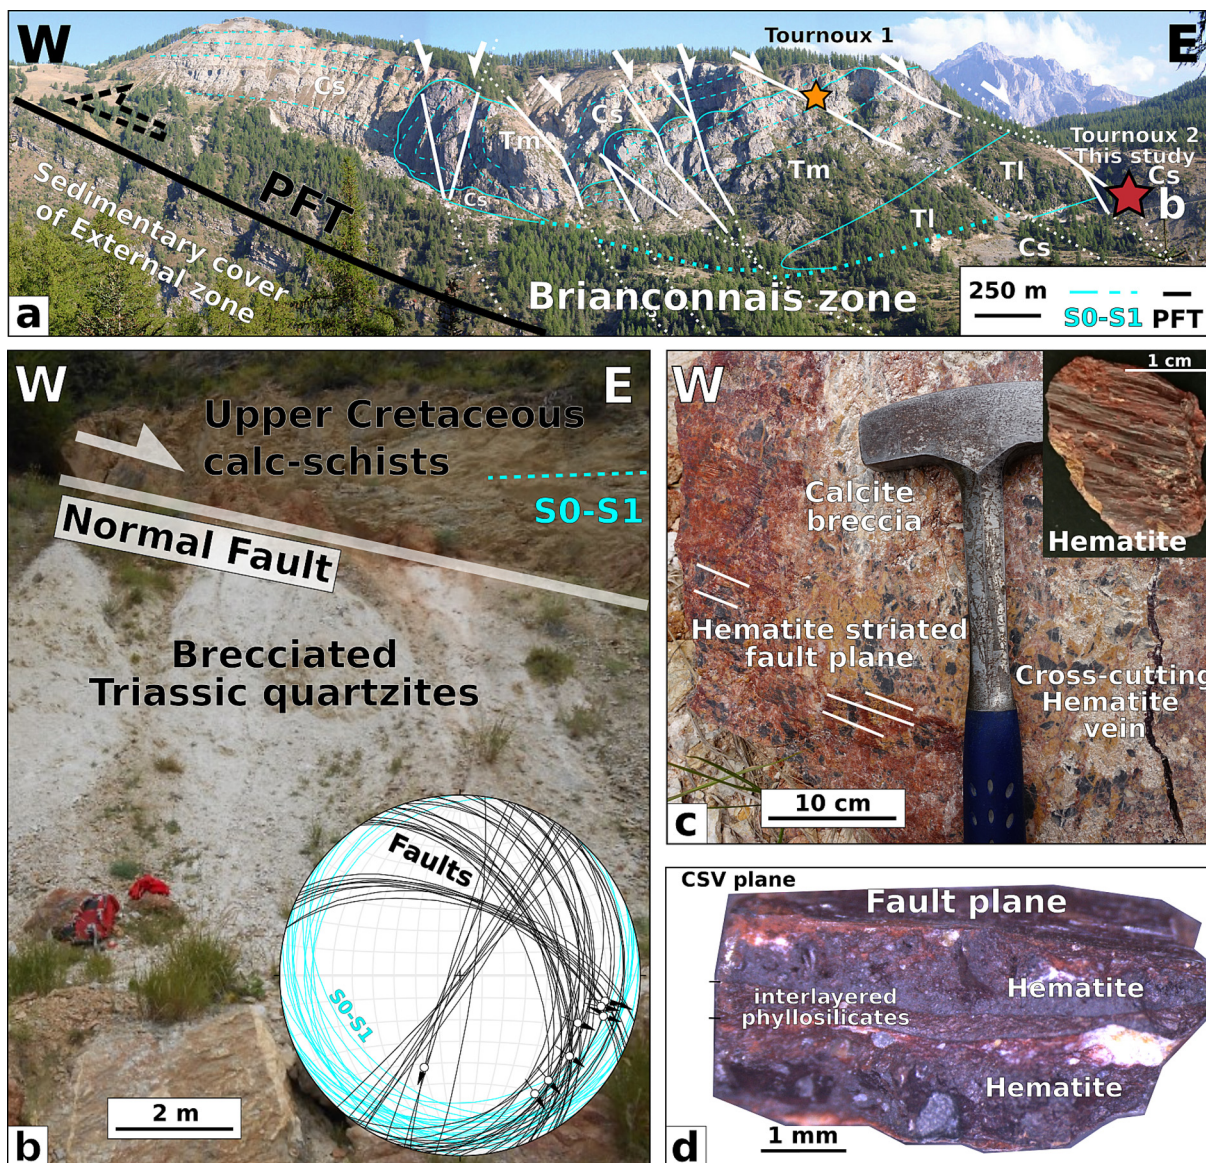 W
E
Tournoux 1
Cs
Tm
Cs
Tournoux 2
This study
Cs
b
Cs
Tm
Tl
Tl
Cs
PFT
Sedimentary cover
of External zone
Briançonnais zone
250 m
S0-S1
PFT
a
W
E
Upper Cretaceous
calc-schists
S0-S1
Normal Fault
Brecciated
Triassic quartzites
Faults
S0-S1
2 m
b
W
1 cm
Hematite
Calcite
breccia
Hematite striated
fault plane
Cross-cutting
Hematite
vein
10 cm
c
CSV plane
Fault plane
Hematite
interlayered
phyllosilicates
Hematite
1 mm
d